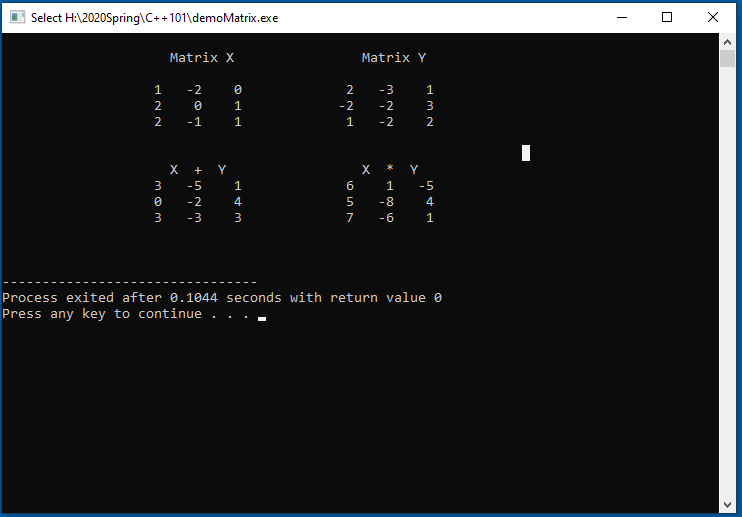 Select H:\2020Spring\C++101\demoMatrix.exe
Matrix X Matrix Y
1 -2 0 2 -3 1
2 0 1 -2 -2 3
2 -1 1 1 -2 2
X + Y X * Y
3 -5 1 6 1 -5
0 -2 4 5 -8 4
3 -3 3 7 -6 1
--------------------------------
Process exited after 0.1044 seconds with return value 0
Press any key to continue . . .